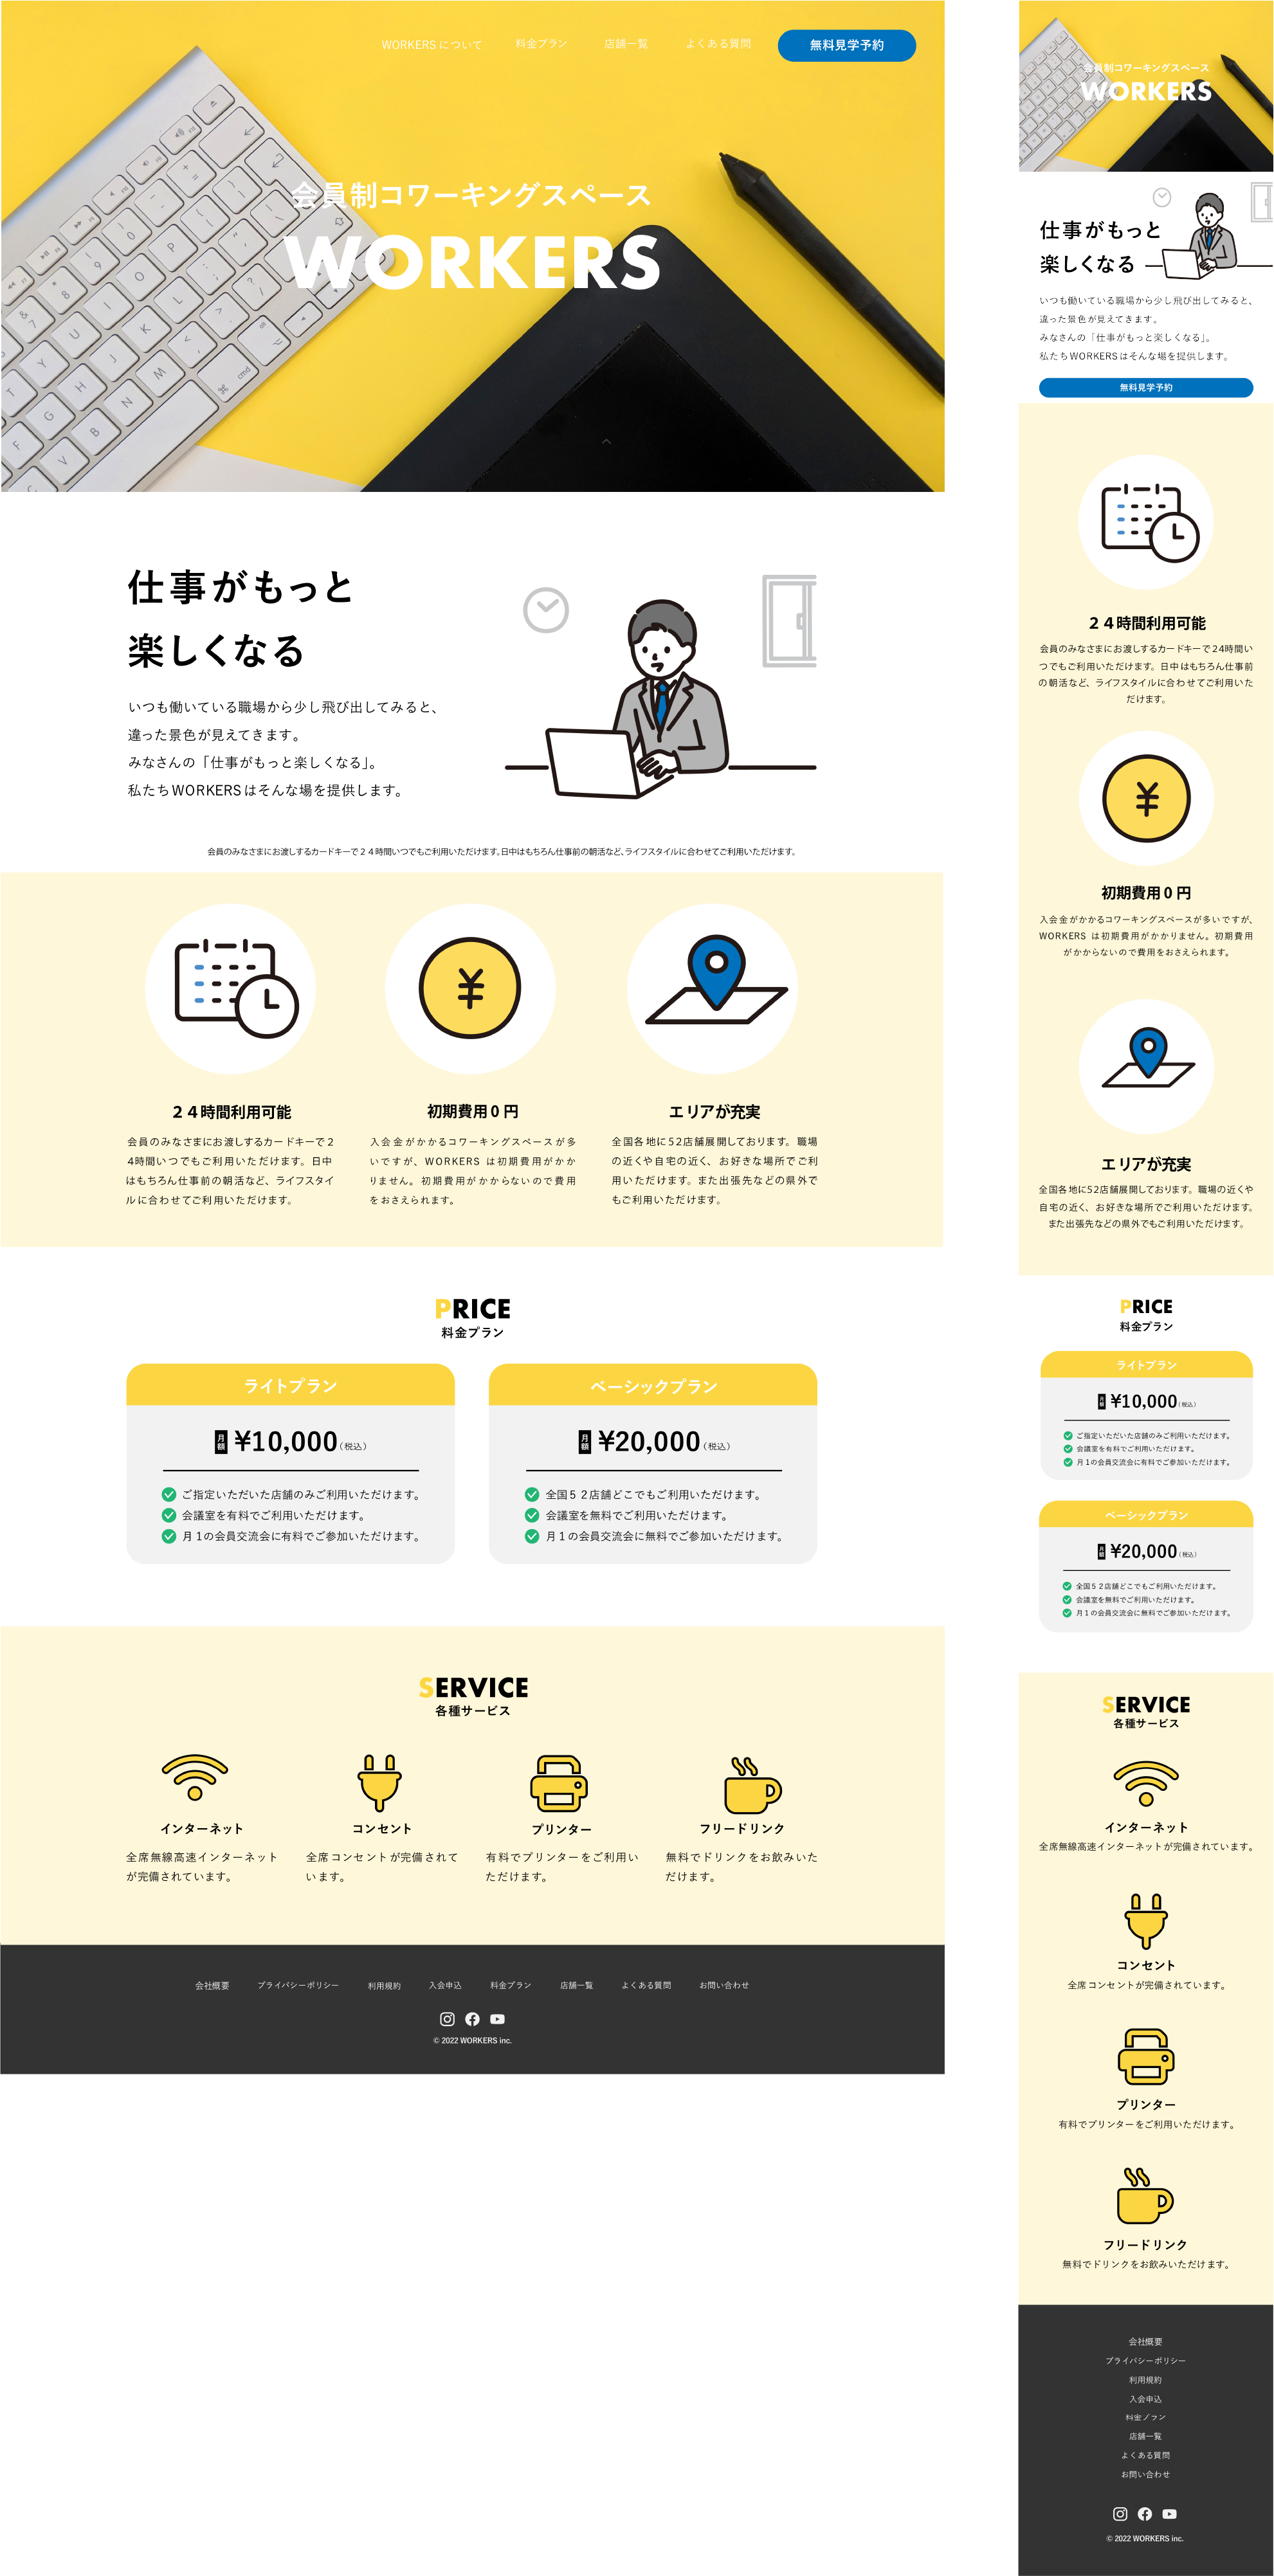 WORKERS について
料金プラン
店舗一覧
よくある質問
無料見学予約
会員制コワーキングスペース
WORKERS
仕事がもっと
楽しくなる
いつも働いている職場から少し飛び出してみると、
違った景色が見えてきます。
みなさんの「仕事がもっと楽しくなる」。
私たちWORKERSはそんな場を提供します。
会員のみなさまにお渡しするカードキーで２４時間いつでもご利用いただけます。日中はもちろん仕事前の朝活など、ライフスタイルに合わせてご利用いただけます。
２４時間利用可能
会員のみなさまにお渡しするカードキーで２
4時間いつでもご利用いただけます。日中
はもちろん仕事前の朝活など、ライフスタイ
ルに合わせてご利用いただけます。
初期費用０円
入会金がかかるコワーキングスペースが多
いですが、WORKERS は初期費用がかか
りません。初期費用がかからないので費用
をおさえられます。
エリアが充実
全国各地に52店舗展開しております。職場
の近くや自宅の近く、お好きな場所でご利
用いただけます。また出張先などの県外で
もご利用いただけます。
PRICE
料金プラン
ライトプラン
月額 ¥10,000（税込）
ご指定いただいた店舗のみご利用いただけます。
会議室を有料でご利用いただけます。
月１の会員交流会に有料でご参加いただけます。
ベーシックプラン
月額 ¥20,000（税込）
全国５２店舗どこでもご利用いただけます。
会議室を無料でご利用いただけます。
月１の会員交流会に無料でご参加いただけます。
SERVICE
各種サービス
インターネット
全席無線高速インターネット
が完備されています。
コンセント
全席コンセントが完備されて
います。
プリンター
有料でプリンターをご利用い
ただけます。
フリードリンク
無料でドリンクをお飲みいた
だけます。
会社概要
プライバシーポリシー
利用規約
入会申込
料金プラン
店舗一覧
よくある質問
お問い合わせ
© 2022 WORKERS inc.
会員制コワーキングスペース
WORKERS
仕事がもっと
楽しくなる
いつも働いている職場から少し飛び出してみると、
違った景色が見えてきます。
みなさんの「仕事がもっと楽しくなる」。
私たちWORKERSはそんな場を提供します。
無料見学予約
２４時間利用可能
会員のみなさまにお渡しするカードキーで24時間い
つでもご利用いただけます。日中はもちろん仕事前
の朝活など、ライフスタイルに合わせてご利用いた
だけます。
初期費用０円
入会金がかかるコワーキングスペースが多いですが、
WORKERS は初期費用がかかりません。初期費用
がかからないので費用をおさえられます。
エリアが充実
全国各地に52店舗展開しております。職場の近くや
自宅の近く、お好きな場所でご利用いただけます。
また出張先などの県外でもご利用いただけます。
PRICE
料金プラン
ライトプラン
月額 ¥10,000（税込）
ご指定いただいた店舗のみご利用いただけます。
会議室を有料でご利用いただけます。
月１の会員交流会に有料でご参加いただけます。
ベーシックプラン
月額 ¥20,000（税込）
全国５２店舗どこでもご利用いただけます。
会議室を無料でご利用いただけます。
月１の会員交流会に無料でご参加いただけます。
SERVICE
各種サービス
インターネット
全席無線高速インターネットが完備されています。
コンセント
全席コンセントが完備されています。
プリンター
有料でプリンターをご利用いただけます。
フリードリンク
無料でドリンクをお飲みいただけます。
会社概要
プライバシーポリシー
利用規約
入会申込
料金プラン
店舗一覧
よくある質問
お問い合わせ
© 2022 WORKERS inc.